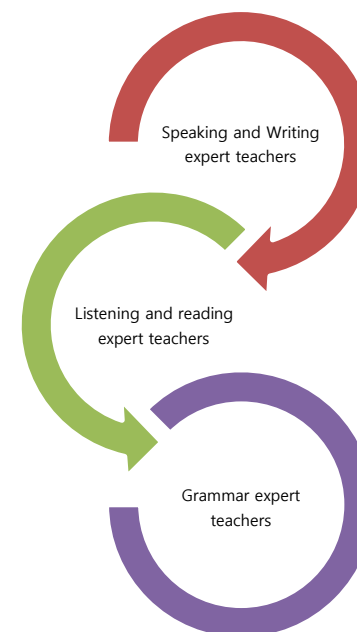 Speaking and Writing
expert teachers
Listening and reading
expert teachers
Grammar expert
teachers